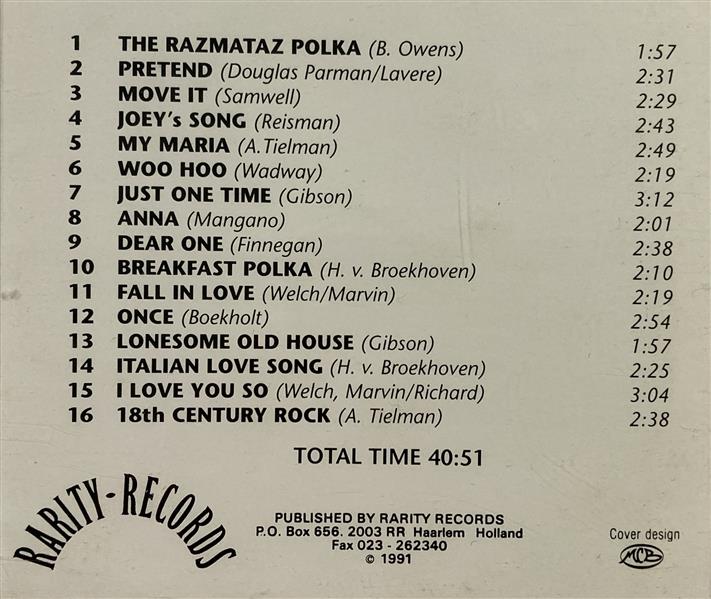 1 THE RAZMATAZ POLKA (B. Owens) 1:57
2 PRETEND (Douglas Parman/Lavere) 2:31
3 MOVE IT (Samwell) 2:29
4 JOEY's SONG (Reisman) 2:43
5 MY MARIA (A.Tielman) 2:49
6 WOO HOO (Wadway) 2:19
7 JUST ONE TIME (Gibson) 3:12
8 ANNA (Mangano) 2:01
9 DEAR ONE (Finnegan) 2:38
10 BREAKFAST POLKA (H. v. Broekhoven) 2:10
11 FALL IN LOVE (Welch/Marvin) 2:19
12 ONCE (Boekholt) 2:54
13 LONESOME OLD HOUSE (Gibson) 1:57
14 ITALIAN LOVE SONG (H. v. Broekhoven) 2:25
15 I LOVE YOU SO (Welch, Marvin/Richard) 3:04
16 18th CENTURY ROCK (A. Tielman) 2:38
TOTAL TIME 40:51
RARITY-RECORDS
PUBLISHED BY RARITY RECORDS
P.O. Box 656. 2003 RR Haarlem Holland
Fax 023 - 262340
© 1991
Cover design
MCB